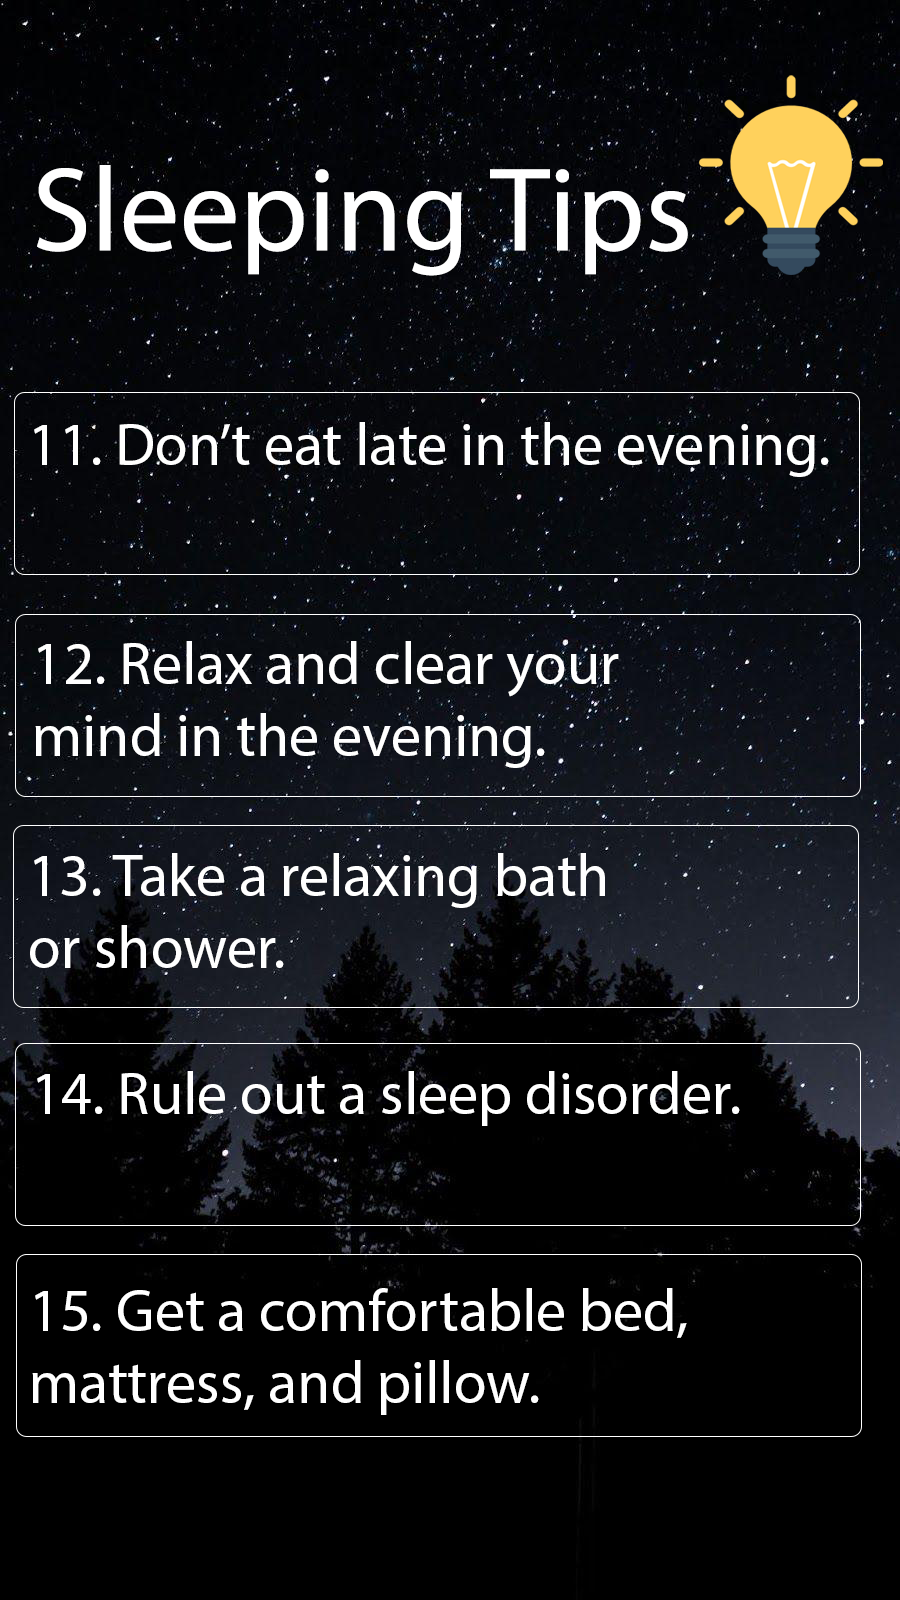 Sleeping Tips
11. Don’t eat late in the evening.
12. Relax and clear your
mind in the evening.
13. Take a relaxing bath
or shower.
14. Rule out a sleep disorder.
15. Get a comfortable bed,
mattress, and pillow.